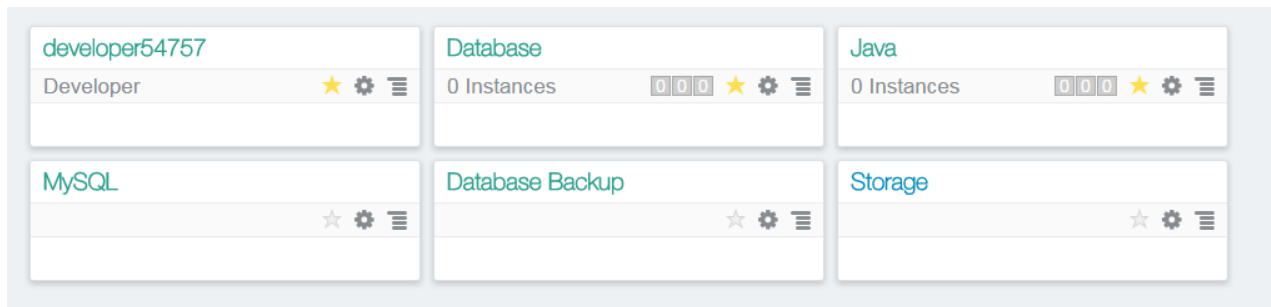 developer54757
Developer
Database
0 Instances 0 0 0
Java
0 Instances 0 0 0
MySQL
Database Backup
Storage